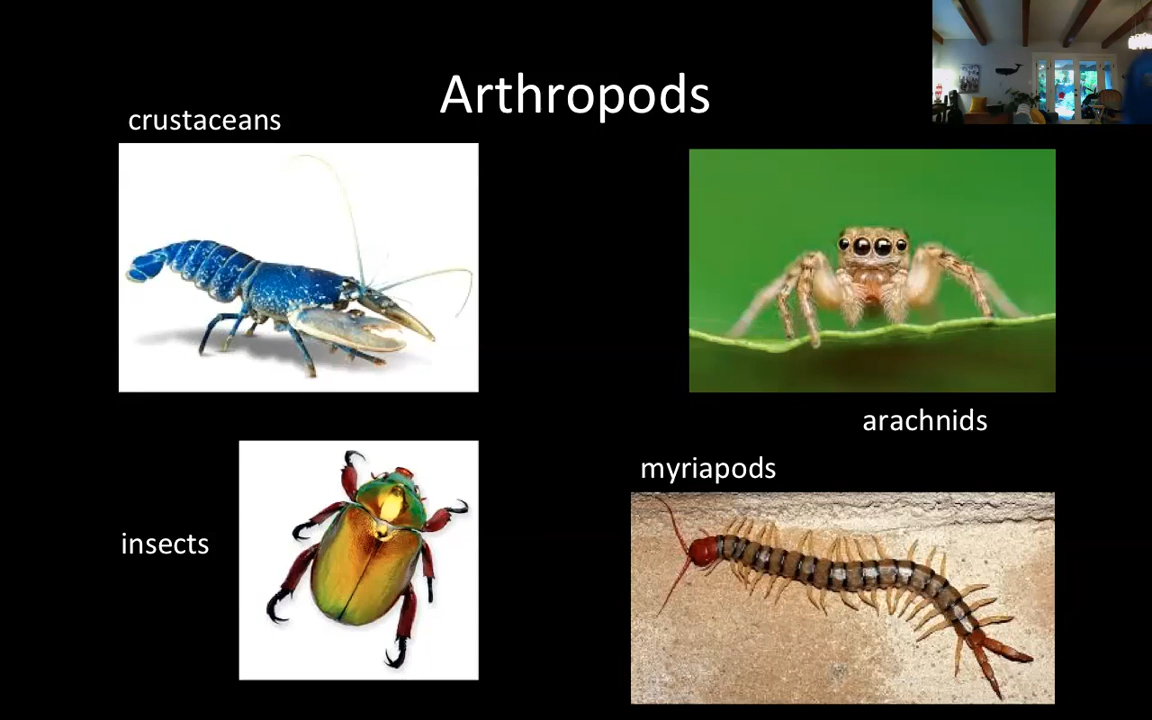 Arthropods
crustaceans
arachnids
myriapods
insects